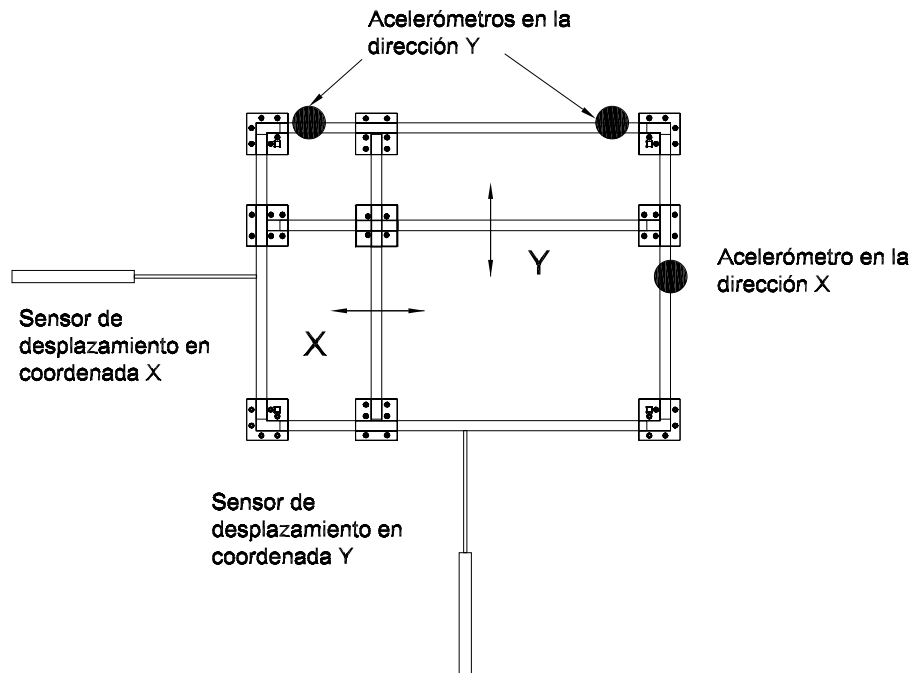 Acelerómetros en la
dirección Y
Y
Acelerómetro en la
dirección X
Sensor de
desplazamiento en
coordenada X
X
Sensor de
desplazamiento en
coordenada Y